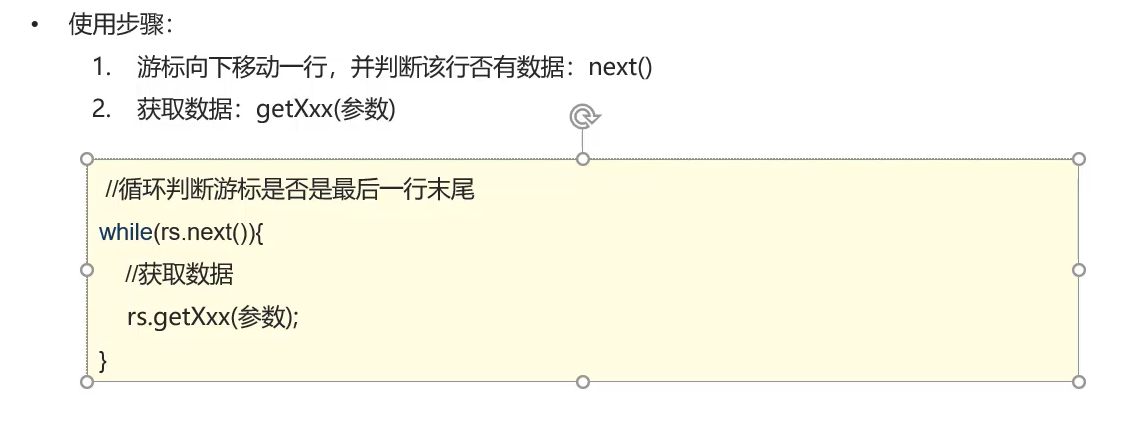 • 使用步骤：
1. 游标向下移动一行，并判断该行否有数据：next()
2. 获取数据：getXxx(参数)
//循环判断游标是否是最后一行末尾
while(rs.next()){
//获取数据
rs.getXxx(参数);
}